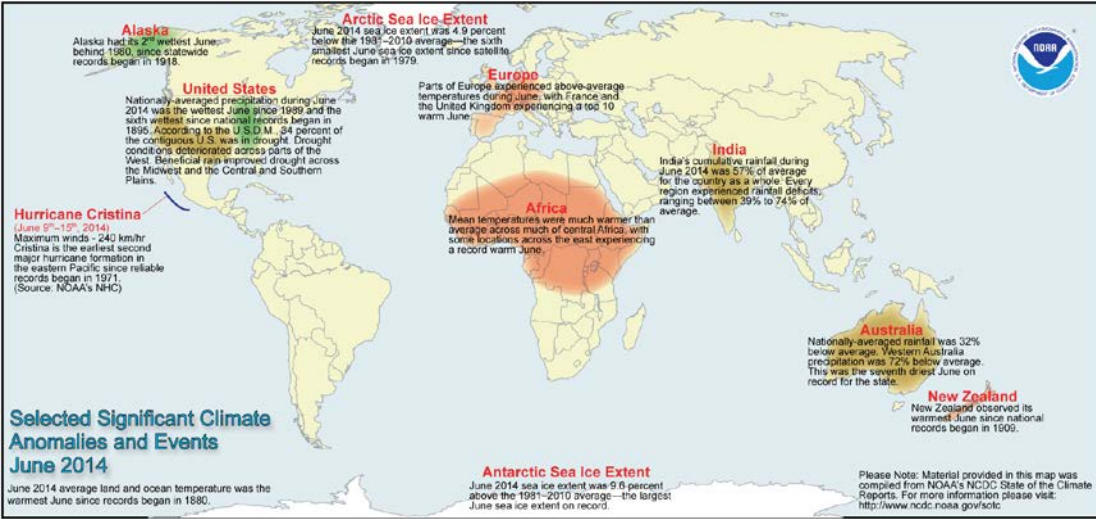 Alaska
Alaska had its 2nd wettest June,
behind 1980, since statewide
records began in 1918.
Arctic Sea Ice Extent
June 2014 sea ice extent was 4.9 percent
below the 1981–2010 average—the sixth
smallest June sea ice extent since satellite
records began in 1979.
NOAA
United States
Nationally-averaged precipitation during June
2014 was the wettest June since 1989 and the
sixth wettest since national records began in
1895. According to the U.S.D.M., 34 percent of
the contiguous U.S. was in drought. Drought
conditions deteriorated across parts of the
West. Beneficial rain improved drought across
the Midwest and the Central and Southern
Plains.
Europe
Parts of Europe experienced above-average
temperatures during June, with France and
the United Kingdom experiencing a top 10
warm June.
India
India's cumulative rainfall during
June 2014 was 57% of average
for the country as a whole. Every
region experienced rainfall deficits,
ranging between 39% to 74% of
average.
Hurricane Cristina
(June 9th–15th, 2014)
Maximum winds - 240 km/hr
Cristina is the earliest second
major hurricane formation in
the eastern Pacific since reliable
records began in 1971.
(Source: NOAA's NHC)
Africa
Mean temperatures were much warmer than
average across much of central Africa, with
some locations across the east experiencing
a record warm June.
Australia
Nationally-averaged rainfall was 32%
below average. Western Australia
precipitation was 72% below average.
This was the seventh driest June on
record for the state.
New Zealand
New Zealand observed its
warmest June since national
records began in 1909.
Selected Significant Climate
Anomalies and Events
June 2014
June 2014 average land and ocean temperature was the
warmest June since records began in 1880.
Antarctic Sea Ice Extent
June 2014 sea ice extent was 9.6 percent
above the 1981–2010 average—the largest
June sea ice extent on record.
Please Note: Material provided in this map was
compiled from NOAA's NCDC State of the Climate
Reports. For more information please visit:
http://www.ncdc.noaa.gov/sotc